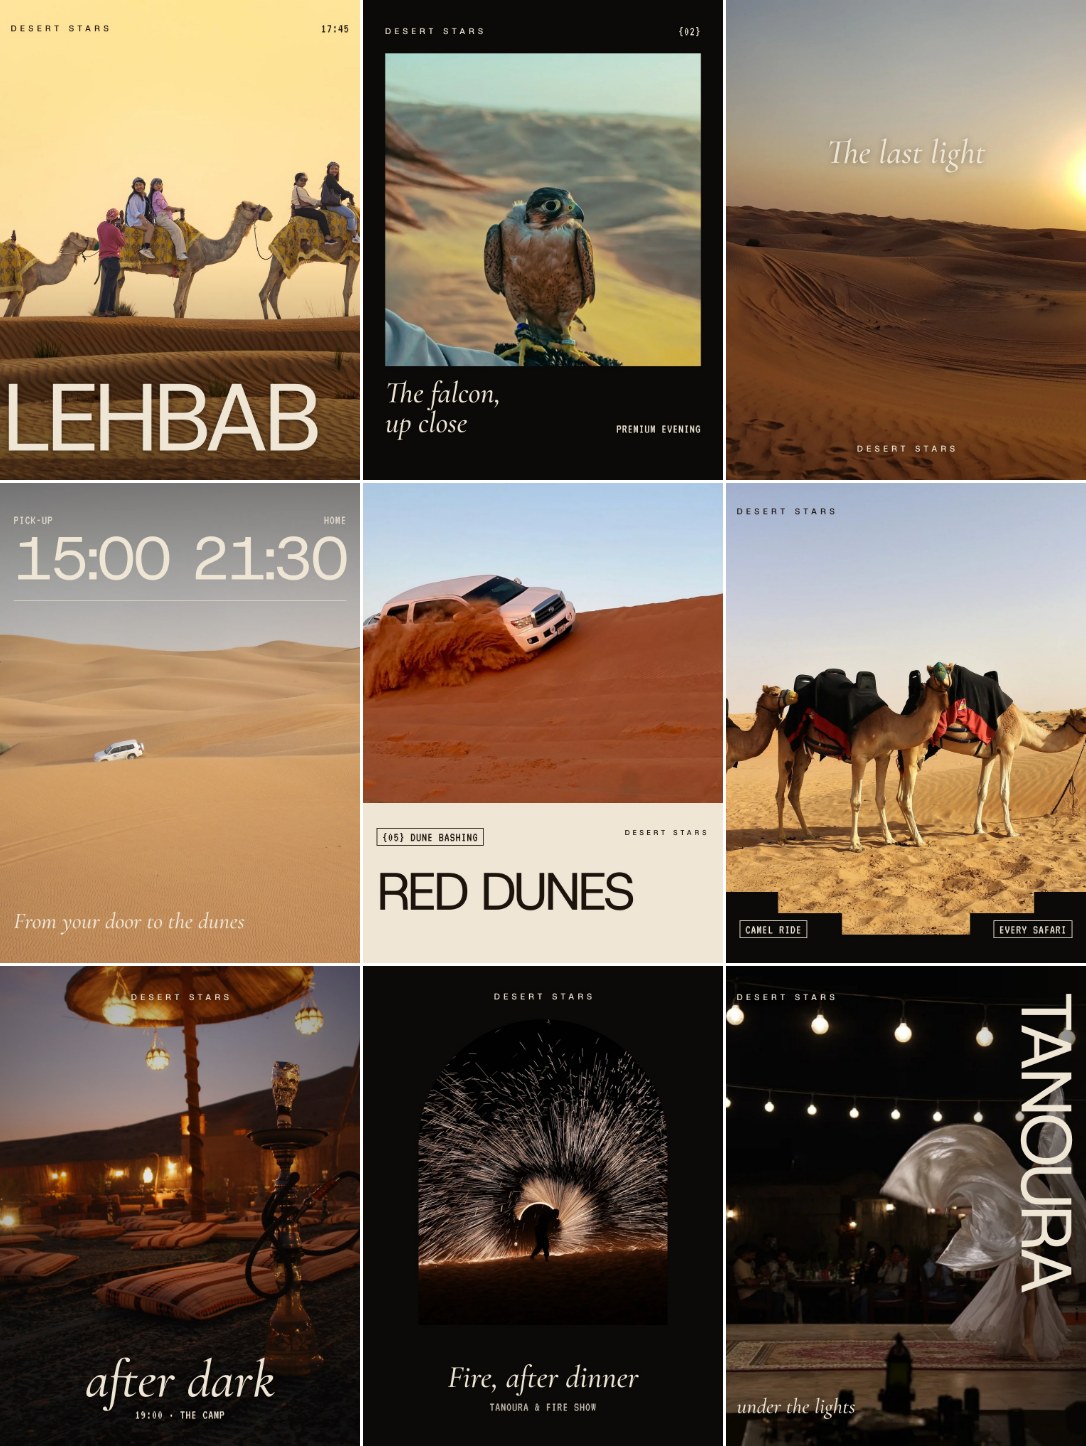 DESERT STARS
17:45
LEHBAB
DESERT STARS
{02}
The falcon,
up close
PREMIUM EVENING
The last light
DESERT STARS
PICK-UP
HOME
15:00 21:30
From your door to the dunes
{05} DUNE BASHING
DESERT STARS
RED DUNES
DESERT STARS
CAMEL RIDE
EVERY SAFARI
DESERT STARS
after dark
19:00 · THE CAMP
DESERT STARS
Fire, after dinner
TANOURA & FIRE SHOW
DESERT STARS
TANOURA
under the lights